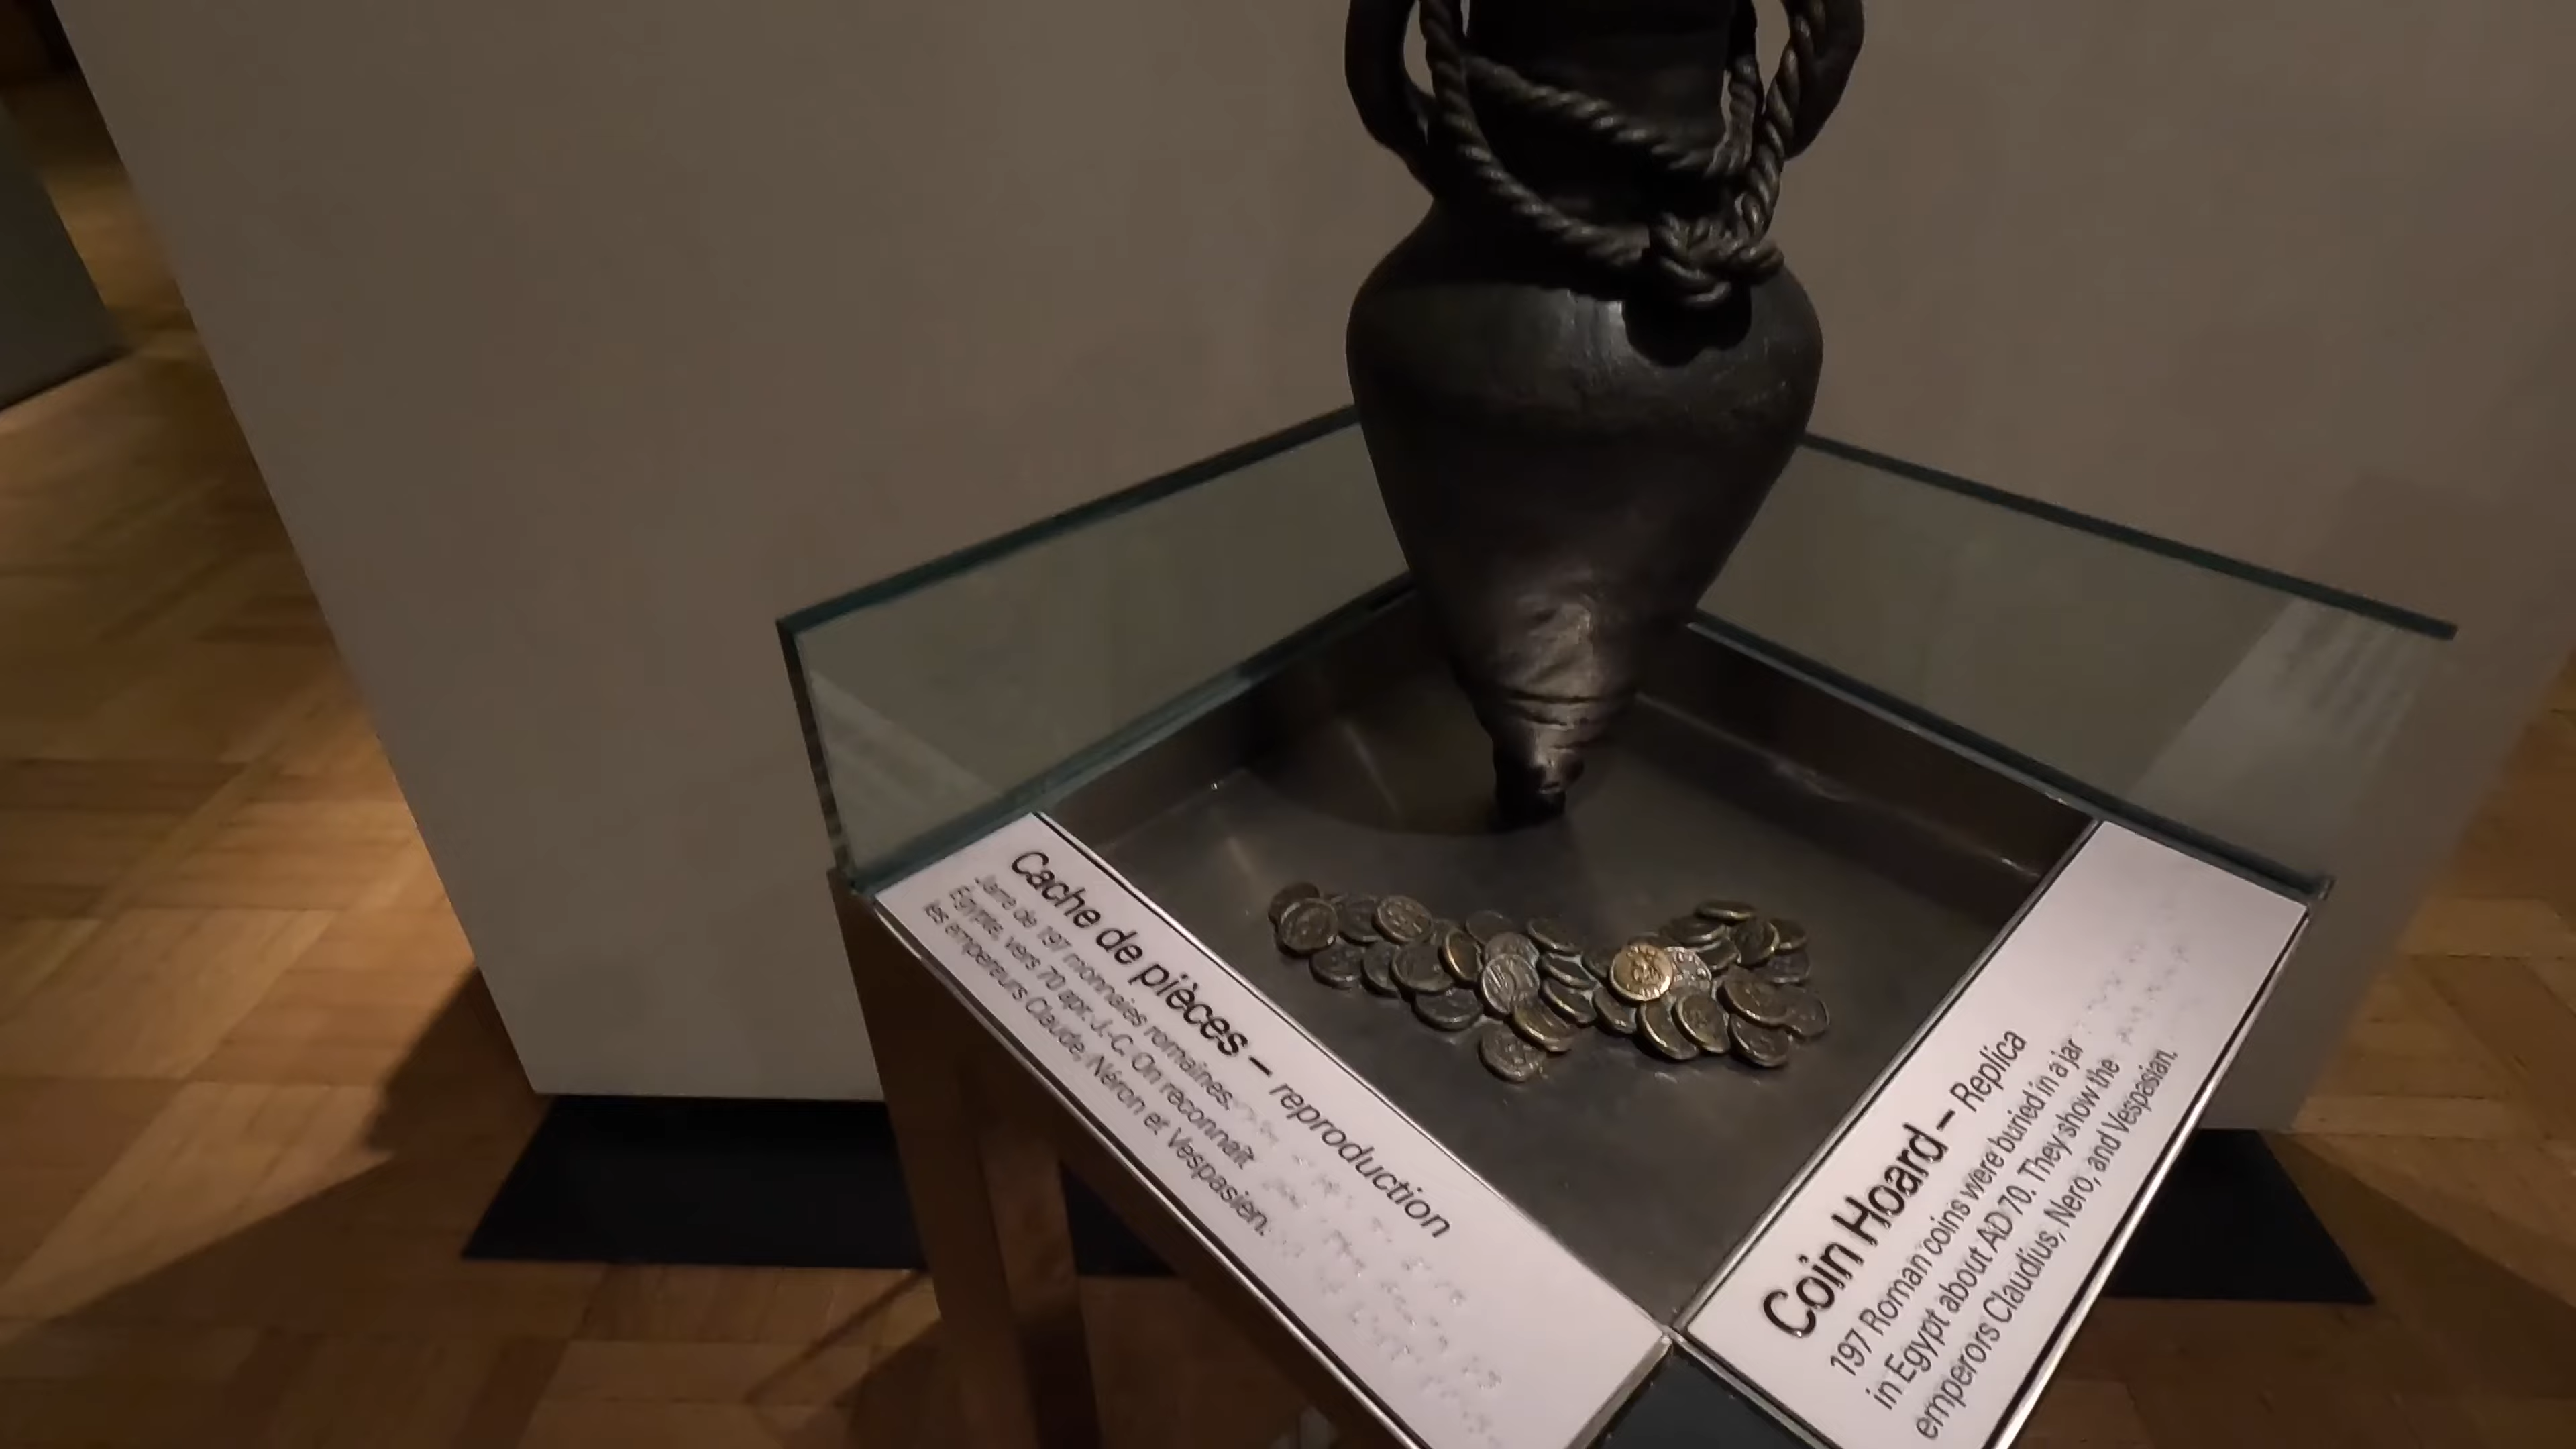 Cache de pièces – reproduction
Jarre de 197 monnaies romaines.
Égypte, vers 70 apr. J.-C. On reconnaît
les empereurs Claude, Néron et Vespasien.
Coin Hoard – Replica
197 Roman coins were buried in a jar
in Egypt about AD 70. They show the
emperors Claudius, Nero, and Vespasian.